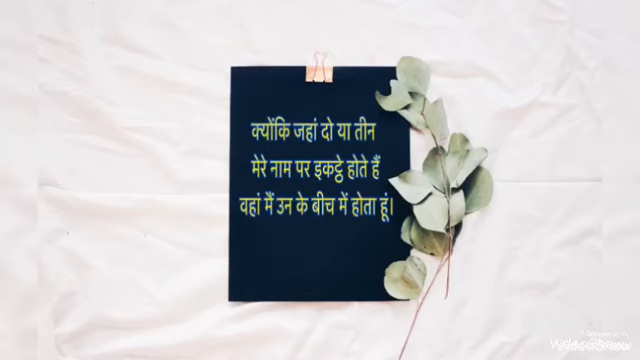 क्योंकि जहां दो या तीन
मेरे नाम पर इकट्ठे होते हैं
वहां मैं उन के बीच में होता हूं।